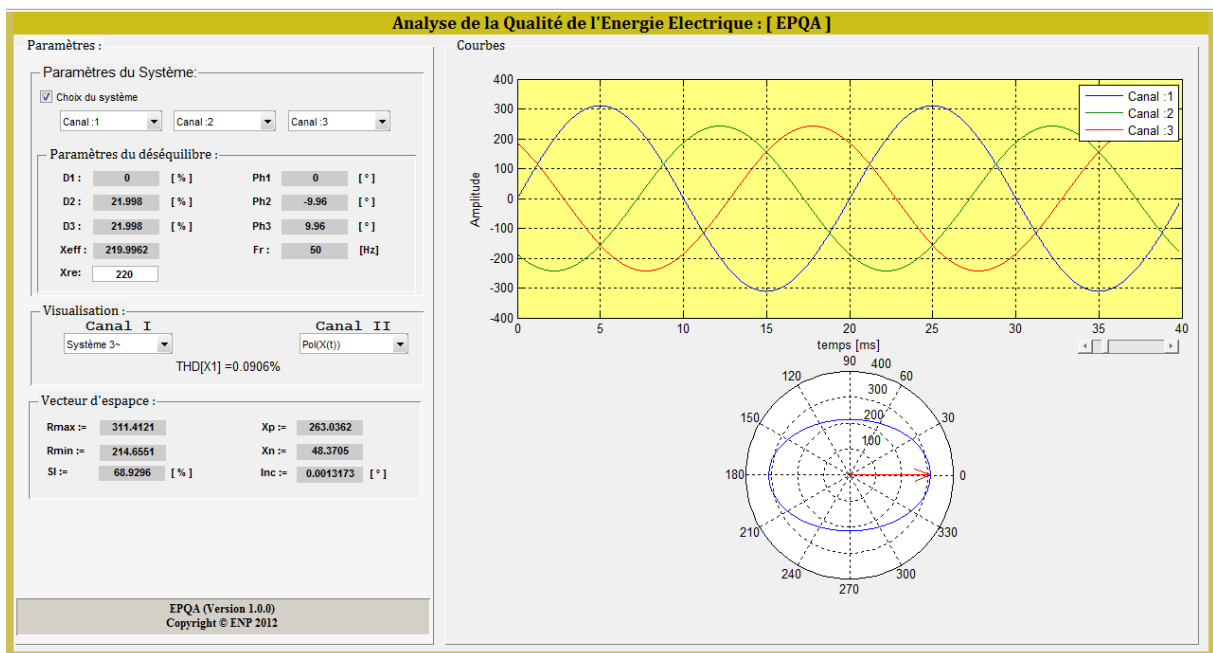 Analyse de la Qualité de l'Energie Electrique : [ EPQA ]
Paramètres :
Paramètres du Système:
Choix du système
Canal :1 Canal :2 Canal :3
Paramètres du déséquilibre :
D1 : 0 [ % ] Ph1 0 [ ° ]
D2 : 21.998 [ % ] Ph2 -9.96 [ ° ]
D3 : 21.998 [ % ] Ph3 9.96 [ ° ]
Xeff : 219.9962 Fr : 50 [Hz]
Xre: 220
Visualisation :
Canal I Canal II
Système 3~ Pol(X(t))
THD[X1] =0.0906%
Vecteur d'espapce :
Rmax := 311.4121 Xp := 263.0362
Rmin := 214.6551 Xn := 48.3705
SI := 68.9296 [ % ] Inc := 0.0013173 [ ° ]
EPQA (Version 1.0.0)
Copyright © ENP 2012
Courbes
400
300
200
100
0
-100
-200
-300
-400
Amplitude
Canal :1
Canal :2
Canal :3
0 5 10 15 20 25 30 35 40
temps [ms]
90 400
120 60
300
150 200 30
100
180 0
210 330
240 300
270